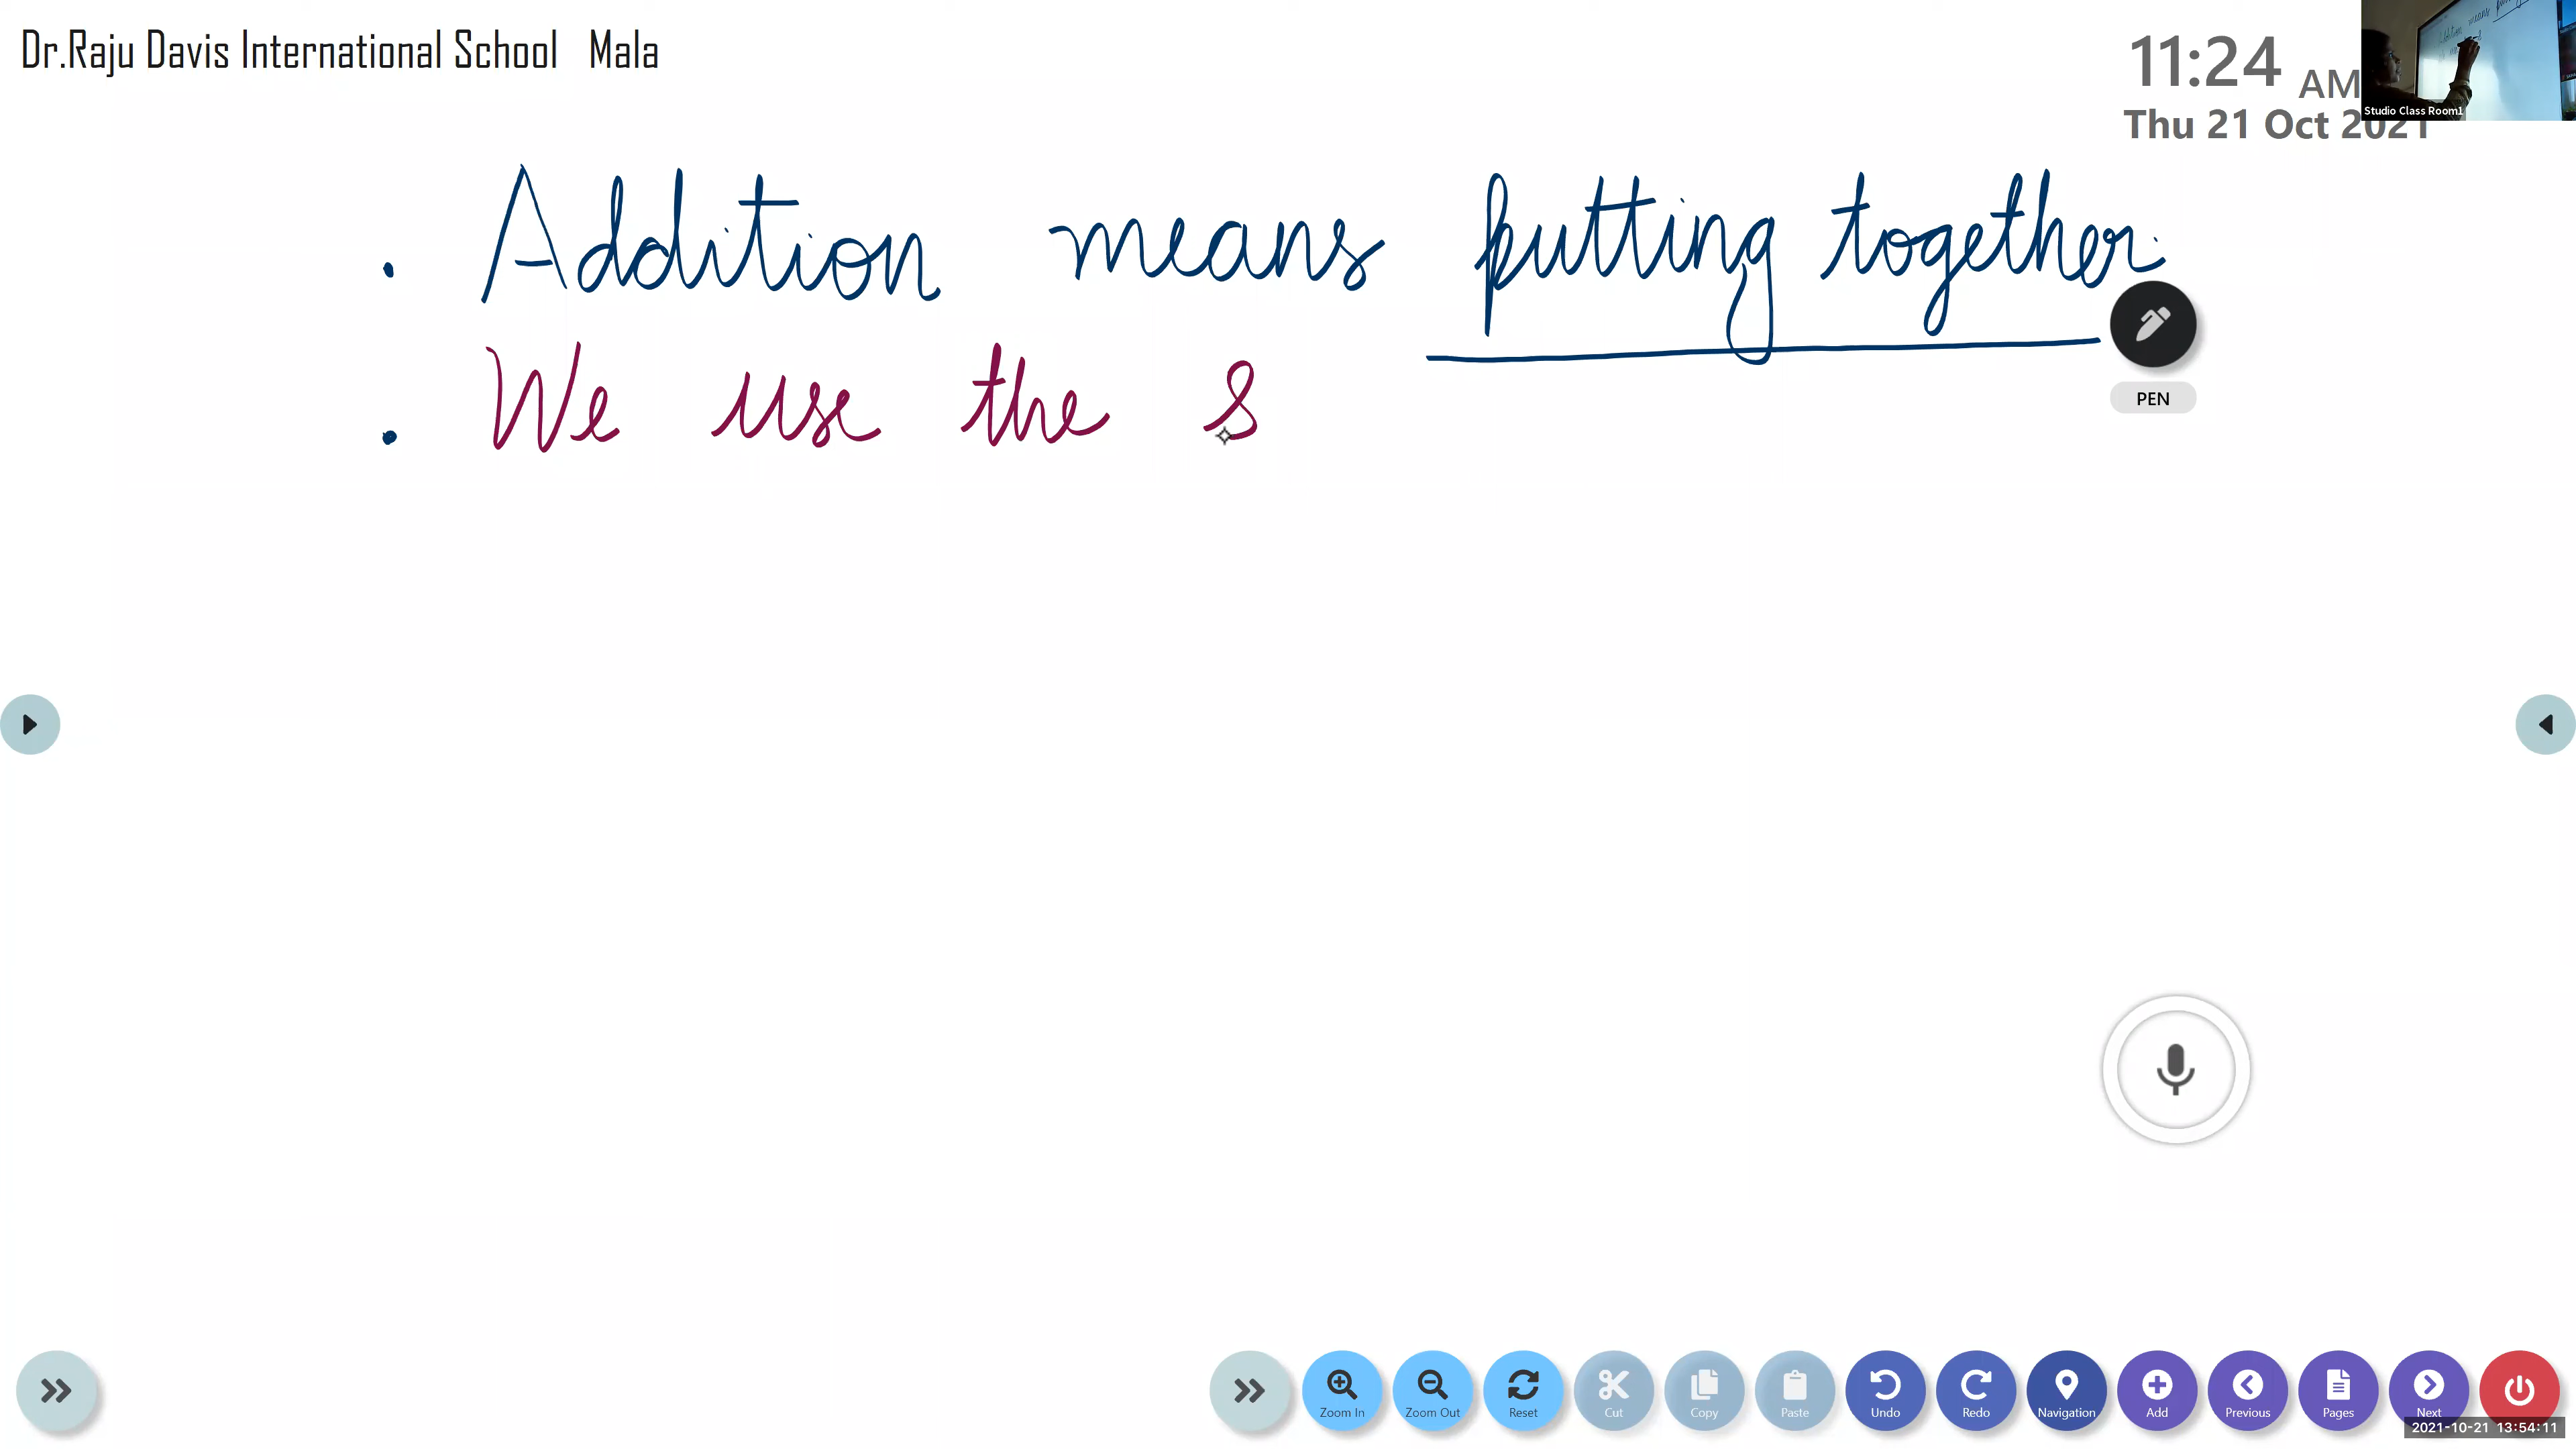 Dr.Raju Davis International School Mala
11:24 AM
Thu 21 Oct 2021
Studio Class Room1
. Addition means putting together.
PEN
. We use the s
Zoom In Zoom Out Reset Cut Copy Paste Undo Redo Navigation Add Previous Pages Next
2021-10-21 13:54:11